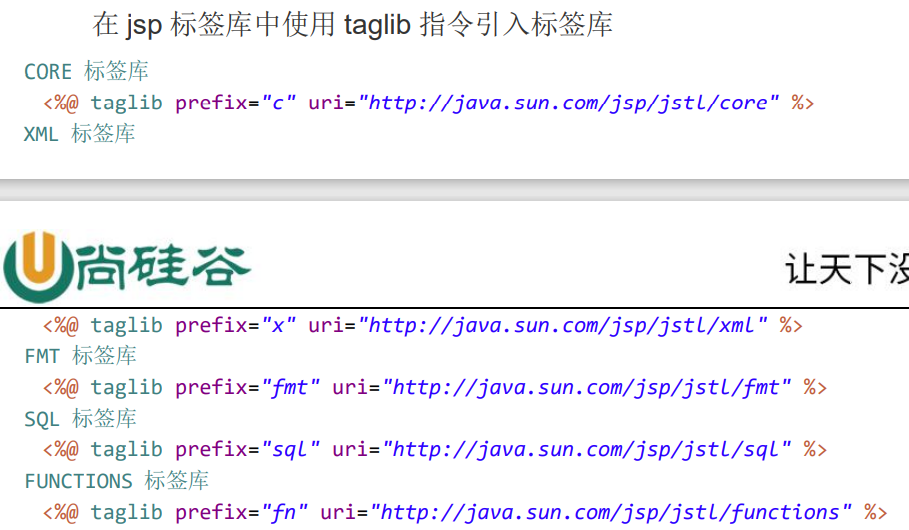 在 jsp 标签库中使用 taglib 指令引入标签库
CORE 标签库
<%@ taglib prefix="c" uri="http://java.sun.com/jsp/jstl/core" %>
XML 标签库
尚硅谷
让天下没
<%@ taglib prefix="x" uri="http://java.sun.com/jsp/jstl/xml" %>
FMT 标签库
<%@ taglib prefix="fmt" uri="http://java.sun.com/jsp/jstl/fmt" %>
SQL 标签库
<%@ taglib prefix="sql" uri="http://java.sun.com/jsp/jstl/sql" %>
FUNCTIONS 标签库
<%@ taglib prefix="fn" uri="http://java.sun.com/jsp/jstl/functions" %>